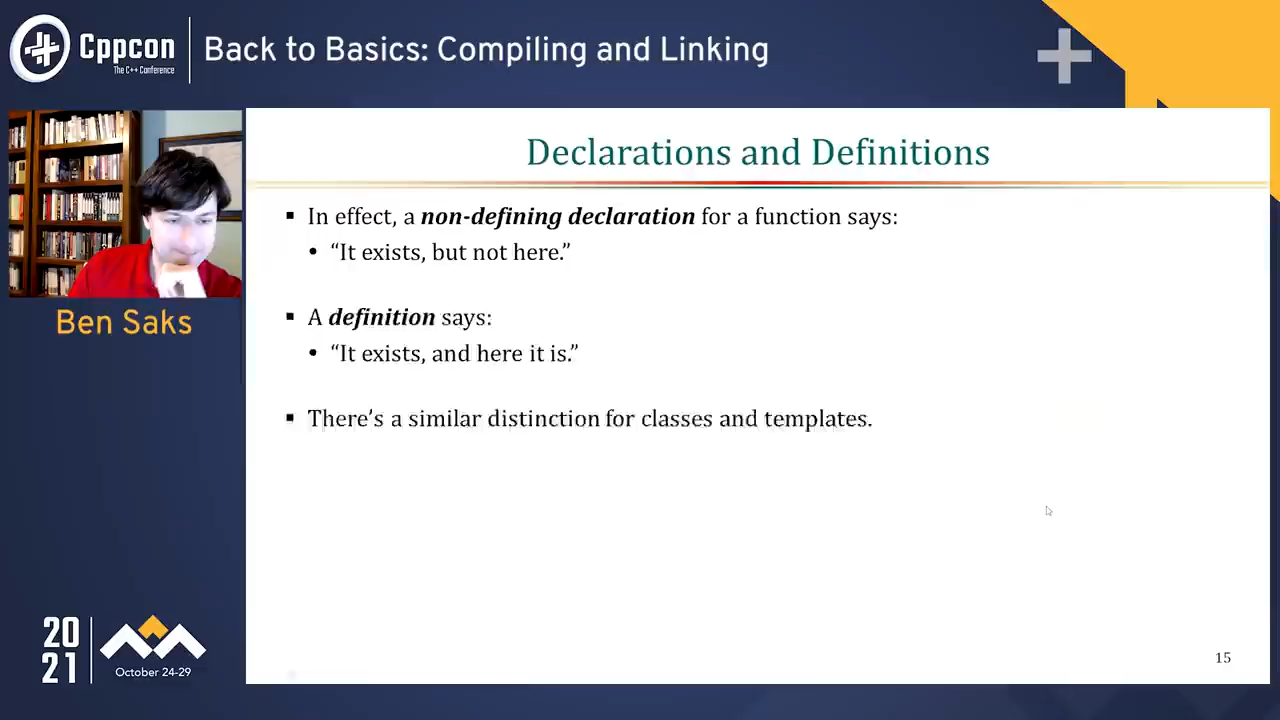 Cppcon
The C++ Conference
Back to Basics: Compiling and Linking
Declarations and Definitions
▪ In effect, a non-defining declaration for a function says:
• “It exists, but not here.”
▪ A definition says:
• “It exists, and here it is.”
▪ There’s a similar distinction for classes and templates.
Ben Saks
20
21
October 24-29
15